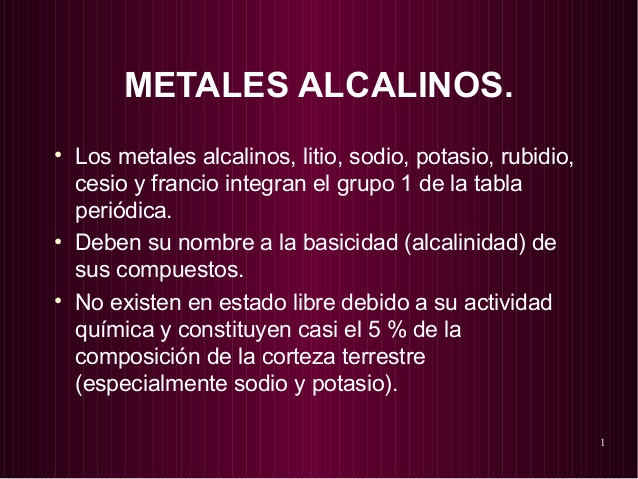 METALES ALCALINOS.
• Los metales alcalinos, litio, sodio, potasio, rubidio,
cesio y francio integran el grupo 1 de la tabla
periódica.
• Deben su nombre a la basicidad (alcalinidad) de
sus compuestos.
• No existen en estado libre debido a su actividad
química y constituyen casi el 5 % de la
composición de la corteza terrestre
(especialmente sodio y potasio).
1